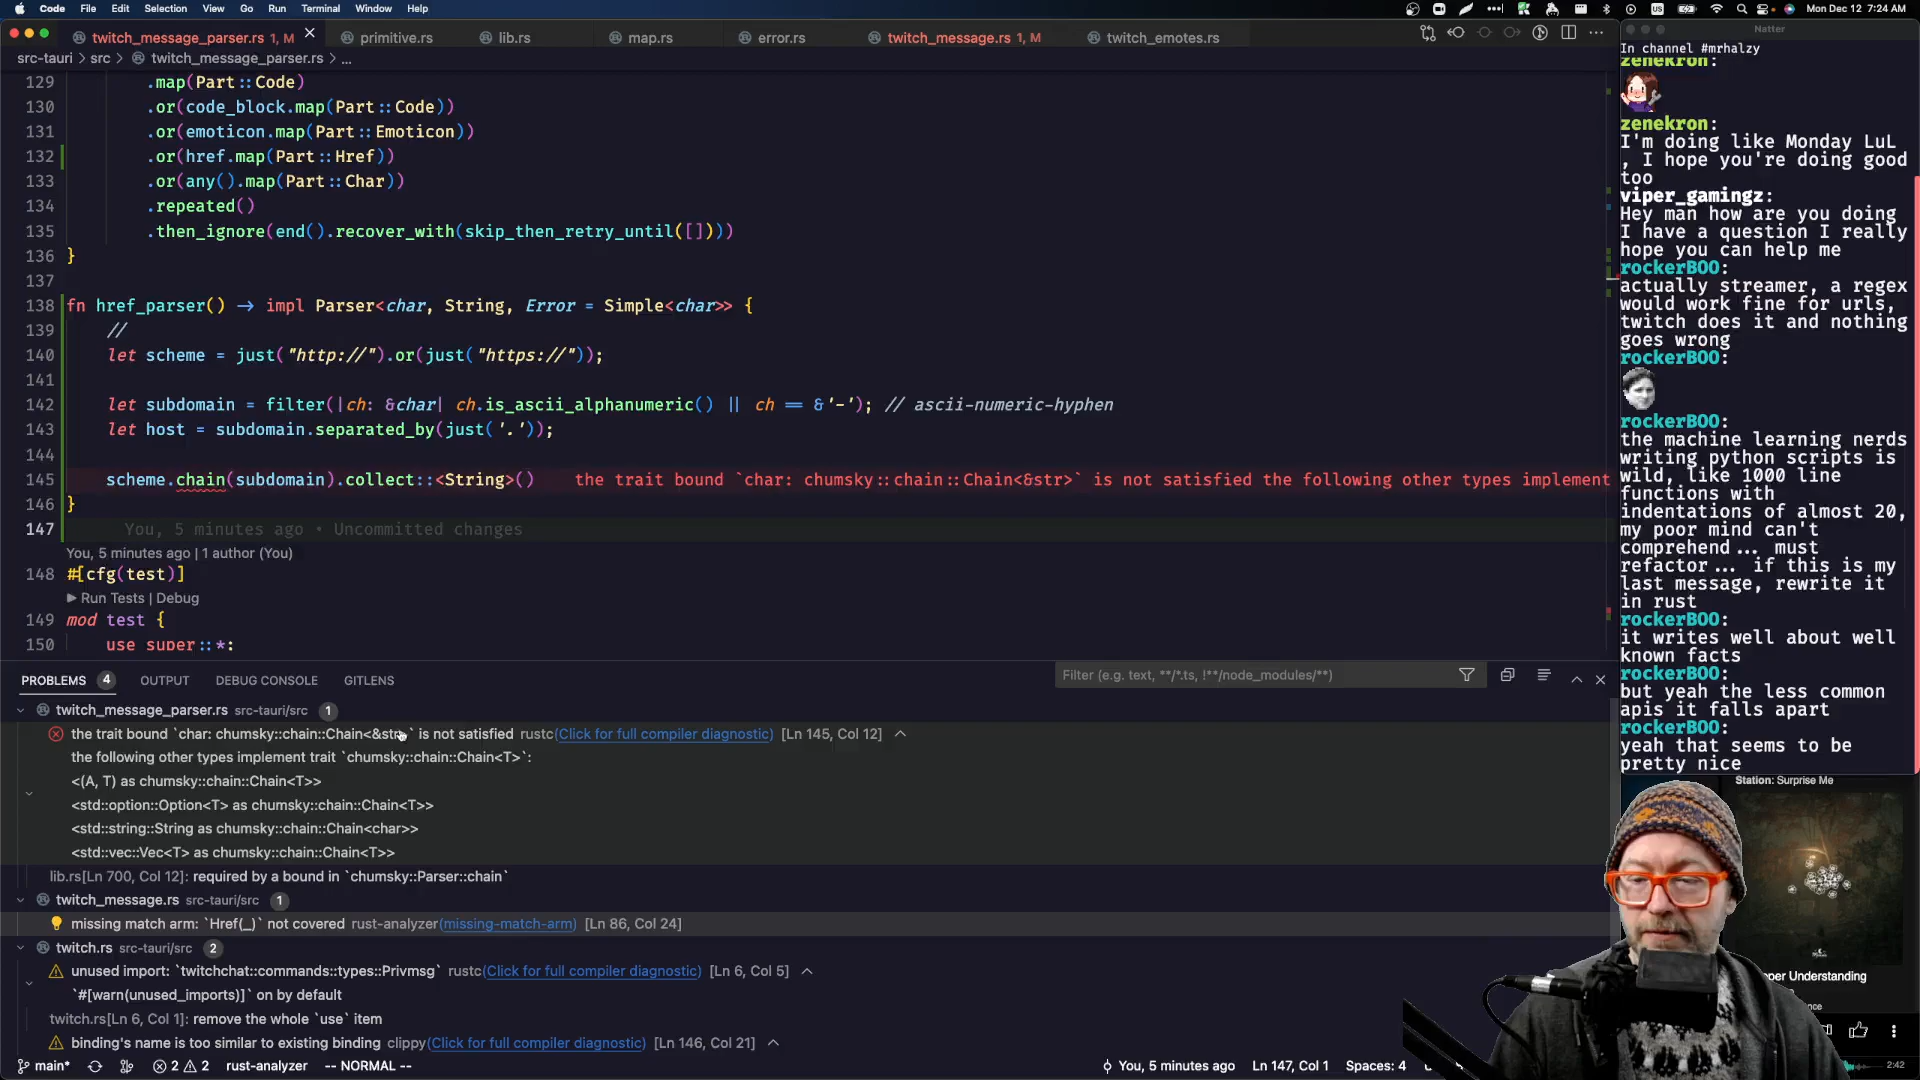 Code File Edit Selection View Go Run Terminal Window Help
US Mon Dec 12 7:24 AM
twitch_message_parser.rs 1, M
primitive.rs
lib.rs
map.rs
error.rs
twitch_message.rs 1, M
twitch_emotes.rs
src-tauri > src > twitch_message_parser.rs > ...
129 .map(Part::Code)
130 .or(code_block.map(Part::Code))
131 .or(emoticon.map(Part::Emoticon))
132 .or(href.map(Part::Href))
133 .or(any().map(Part::Char))
134 .repeated()
135 .then_ignore(end().recover_with(skip_then_retry_until([])))
136 }
137
138 fn href_parser() -> impl Parser<char, String, Error = Simple<char>> {
139 //
140 let scheme = just("http://").or(just("https://"));
141
142 let subdomain = filter(|ch: &char| ch.is_ascii_alphanumeric() || ch == &'-'); // ascii-numeric-hyphen
143 let host = subdomain.separated_by(just('.'));
144
145 scheme.chain(subdomain).collect::<String>() the trait bound `char: chumsky::chain::Chain<&str>` is not satisfied the following other types implement
146 }
147 You, 5 minutes ago • Uncommitted changes
You, 5 minutes ago | 1 author (You)
148 #[cfg(test)]
▶ Run Tests | Debug
149 mod test {
150 use super::*;
PROBLEMS 4 OUTPUT DEBUG CONSOLE GITLENS
Filter (e.g. text, **/*.ts, !**/node_modules/**)
twitch_message_parser.rs src-tauri/src 1
the trait bound `char: chumsky::chain::Chain<&str>` is not satisfied rustc(Click for full compiler diagnostic) [Ln 145, Col 12]
the following other types implement trait `chumsky::chain::Chain<T>`:
<(A, T) as chumsky::chain::Chain<T>>
<std::option::Option<T> as chumsky::chain::Chain<T>>
<std::string::String as chumsky::chain::Chain<char>>
<std::vec::Vec<T> as chumsky::chain::Chain<T>>
lib.rs[Ln 700, Col 12]: required by a bound in `chumsky::Parser::chain`
twitch_message.rs src-tauri/src 1
missing match arm: `Href(_)` not covered rust-analyzer(missing-match-arm) [Ln 86, Col 24]
twitch.rs src-tauri/src 2
unused import: `twitchchat::commands::types::Privmsg` rustc(Click for full compiler diagnostic) [Ln 6, Col 5]
`#[warn(unused_imports)]` on by default
twitch.rs[Ln 6, Col 1]: remove the whole `use` item
binding's name is too similar to existing binding clippy(Click for full compiler diagnostic) [Ln 146, Col 21]
main* 2 2 rust-analyzer -- NORMAL --
You, 5 minutes ago Ln 147, Col 1 Spaces: 4
Natter
In channel #mrhalzy
zenekron:
zenekron:
I'm doing like Monday LuL
, I hope you're doing good
too
viper_gamingz:
Hey man how are you doing
I have a question I really
hope you can help me
rockerBOO:
actually streamer, a regex
would work fine for urls,
twitch does it and nothing
goes wrong
rockerBOO:
rockerBOO:
the machine learning nerds
writing python scripts is
wild, like 1000 line
functions with
indentations of almost 20,
my poor mind can't
comprehend... must
refactor... if this is my
last message, rewrite it
in rust
rockerBOO:
it writes well about well
known facts
rockerBOO:
but yeah the less common
apis it falls apart
rockerBOO:
yeah that seems to be
pretty nice
Station: Surprise Me
Understanding
2:42